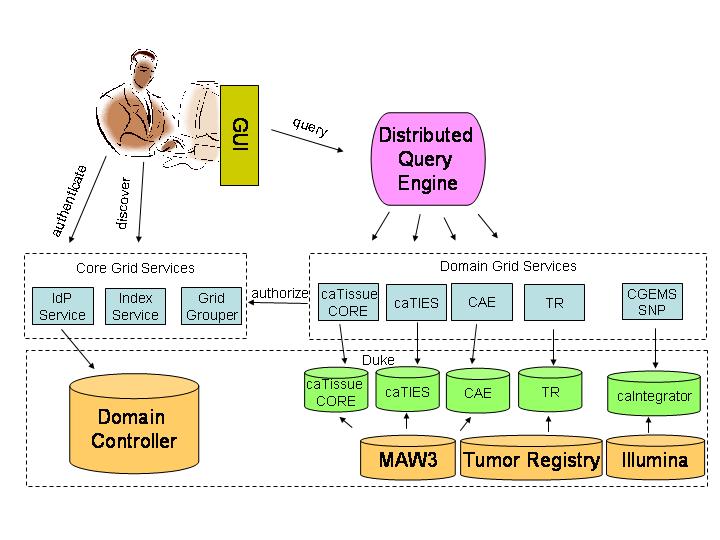 GUI
query
Distributed
Query
Engine
authenticate
discover
Core Grid Services
Domain Grid Services
IdP
Service
Index
Service
Grid
Grouper
authorize
caTissue
CORE
caTIES
CAE
TR
CGEMS
SNP
Duke
caTissue
CORE
caTIES
CAE
TR
caIntegrator
Domain
Controller
MAW3
Tumor Registry
Illumina